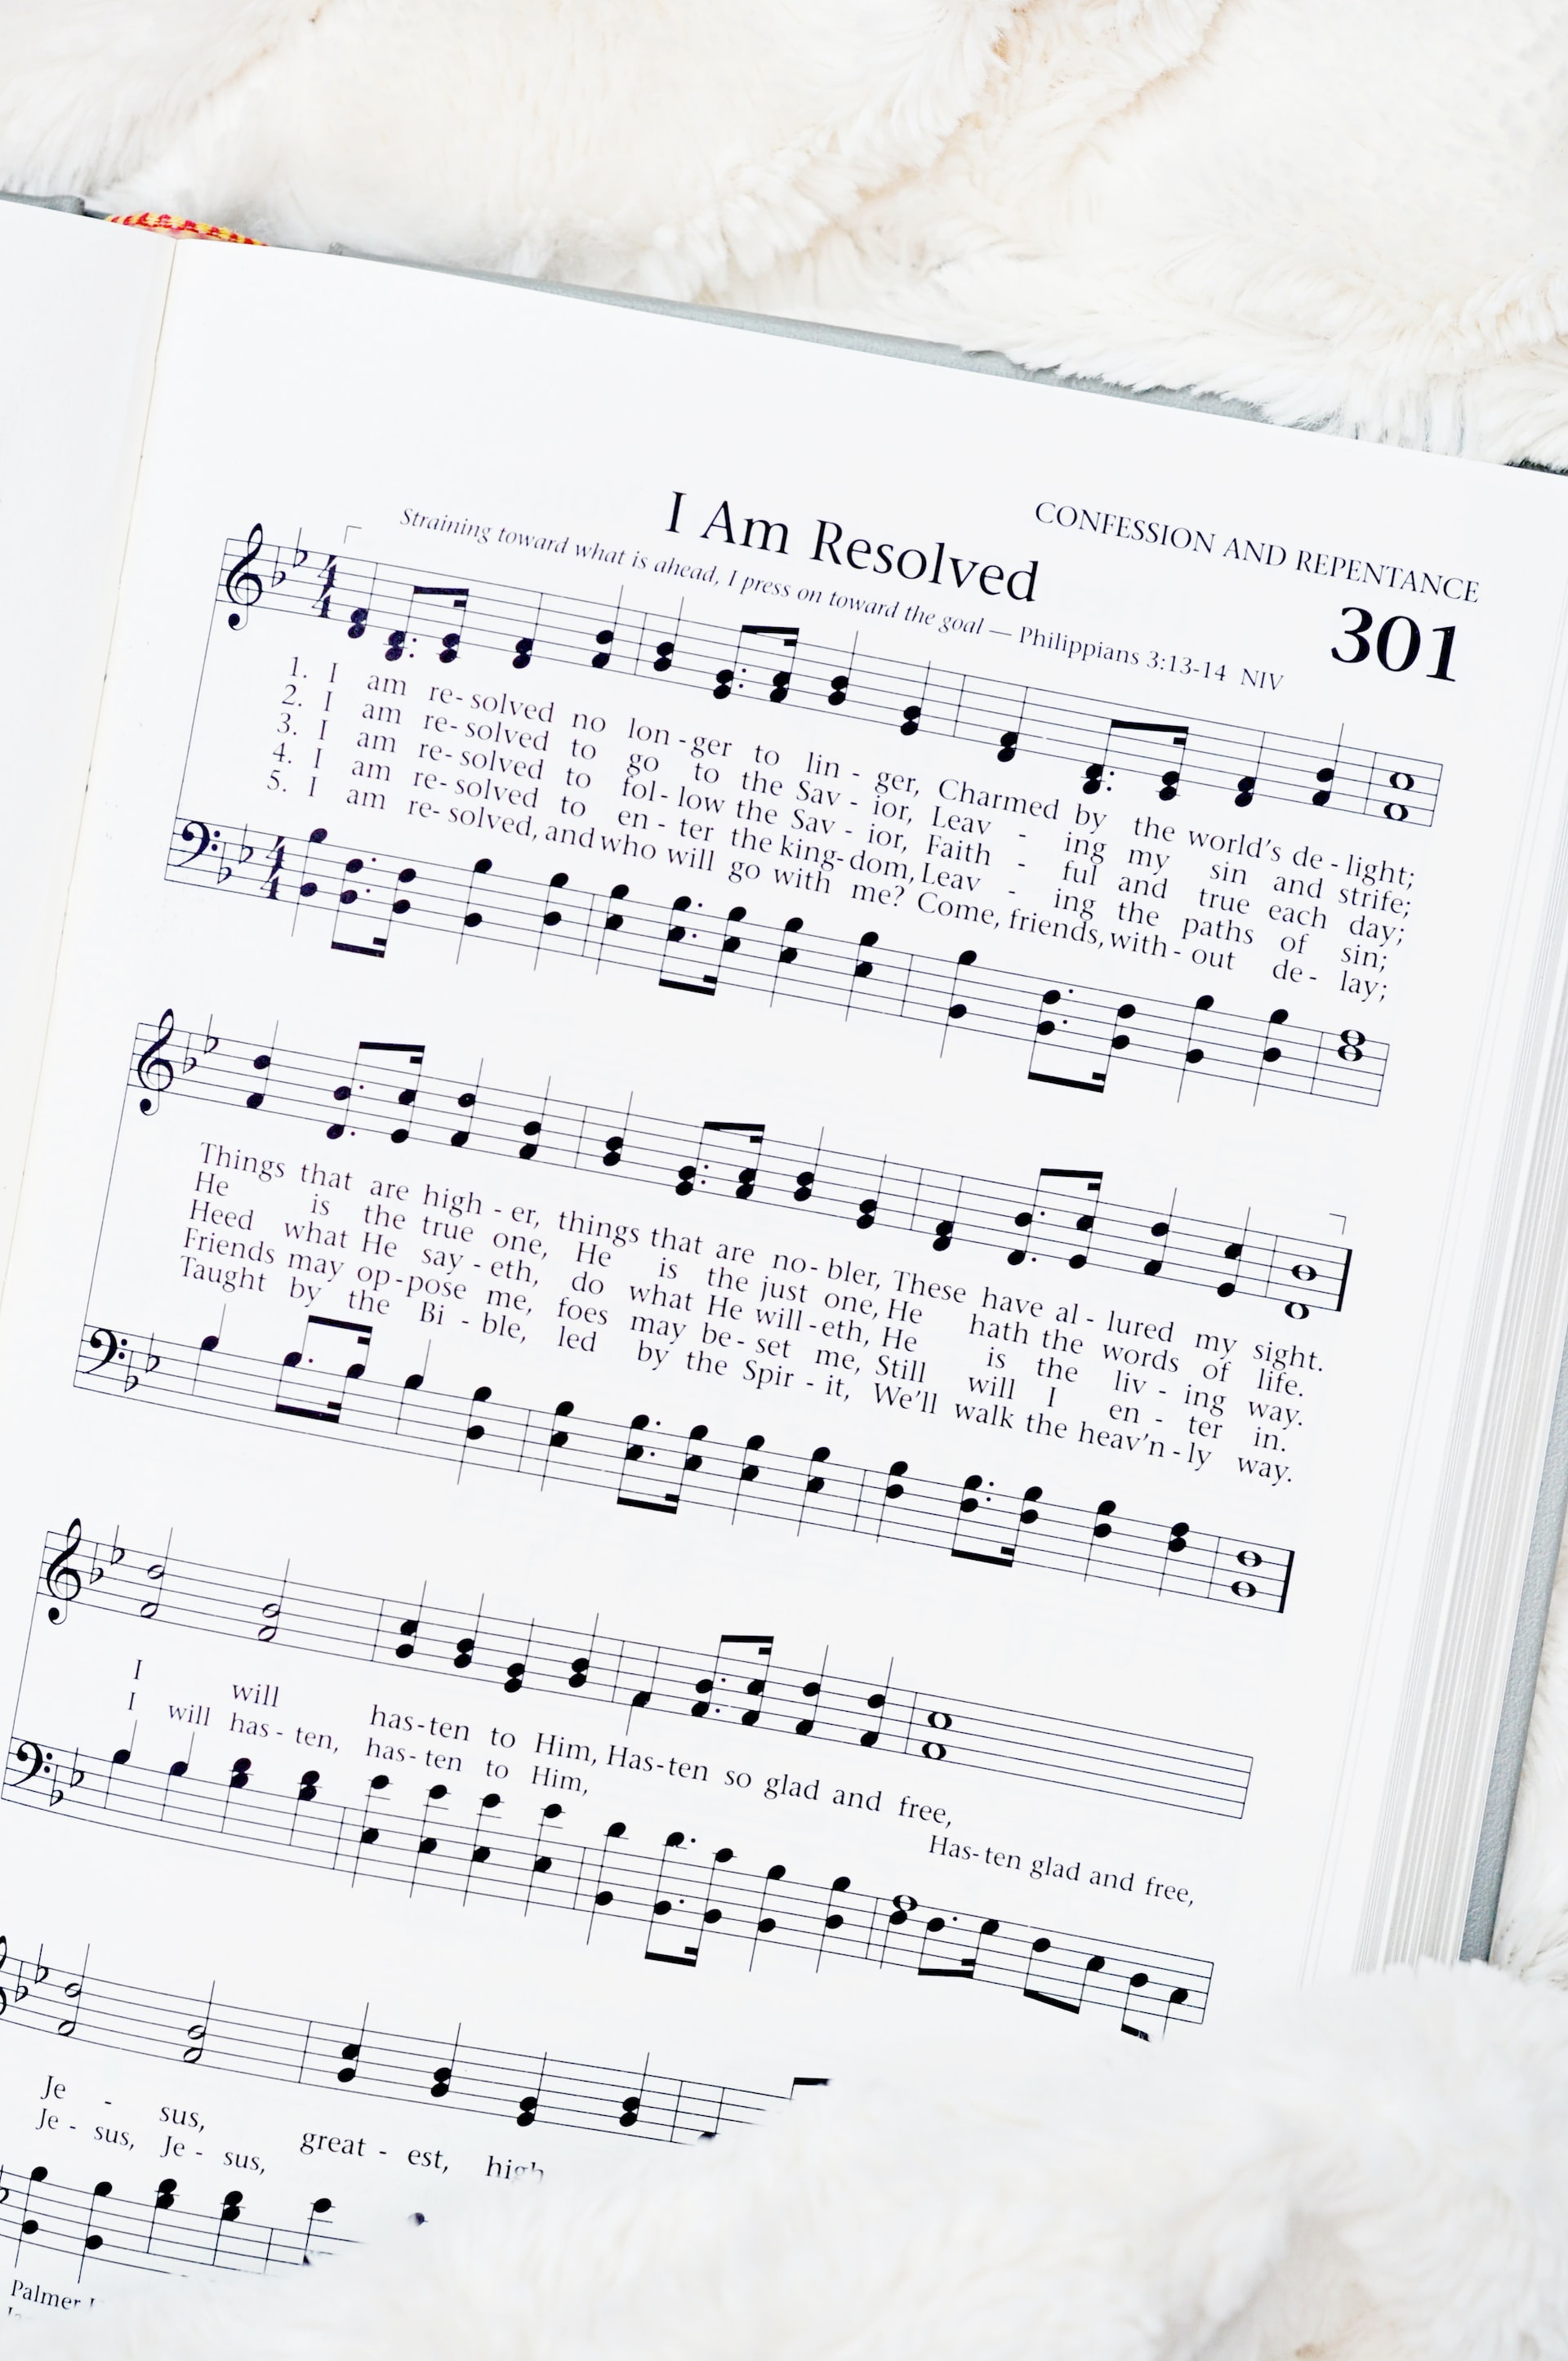 CONFESSION AND REPENTANCE
I Am Resolved
301
Straining toward what is ahead, I press on toward the goal — Philippians 3:13-14 NIV
4
4
1. I am re- solved no lon - ger to lin - ger, Charmed by the world's de - light;
2. I am re- solved to go to the Sav - ior, Leav - ing my sin and strife;
3. I am re- solved to fol- low the Sav - ior, Faith - ful and true each day;
4. I am re- solved to en - ter the king- dom, Leav - ing the paths of sin;
5. I am re- solved, and who will go with me? Come, friends, with- out de - lay;
4
4
Things that are high - er, things that are no - bler, These have al - lured my sight.
He is the true one, He is the just one, He hath the words of life.
Heed what He say - eth, do what He will - eth, He is the liv - ing way.
Friends may op - pose me, foes may be - set me, Still will I en - ter in.
Taught by the Bi - ble, led by the Spir - it, We'll walk the heav'n - ly way.
I will has- ten to Him, Has- ten so glad and free,
I will has- ten, has- ten to Him, Has- ten glad and free,
Je - sus, great - est, high
Je - sus, Je - sus,
Palmer